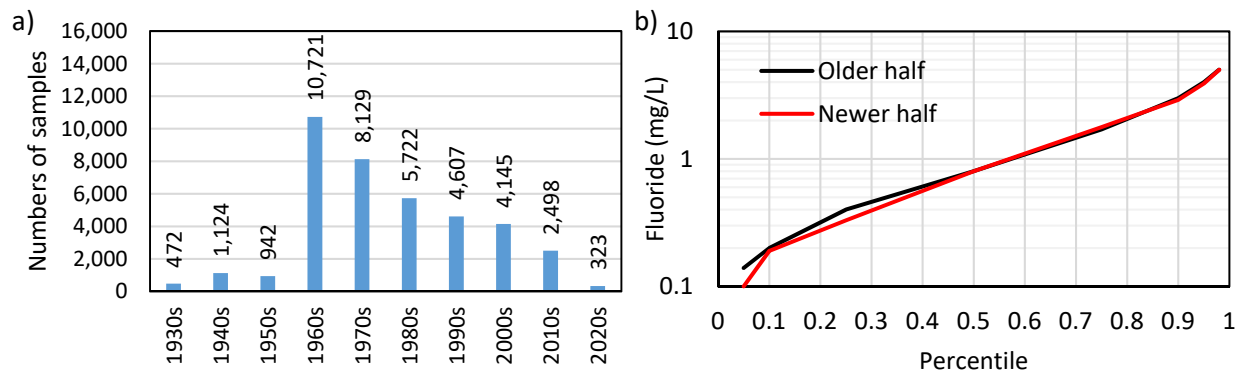 a)
Numbers of samples
16,000
14,000
12,000
10,000
8,000
6,000
4,000
2,000
0
472
1,124
942
10,721
8,129
5,722
4,607
4,145
2,498
323
1930s
1940s
1950s
1960s
1970s
1980s
1990s
2000s
2010s
2020s
b)
Fluoride (mg/L)
10
1
0.1
Older half
Newer half
0 0.1 0.2 0.3 0.4 0.5 0.6 0.7 0.8 0.9 1
Percentile